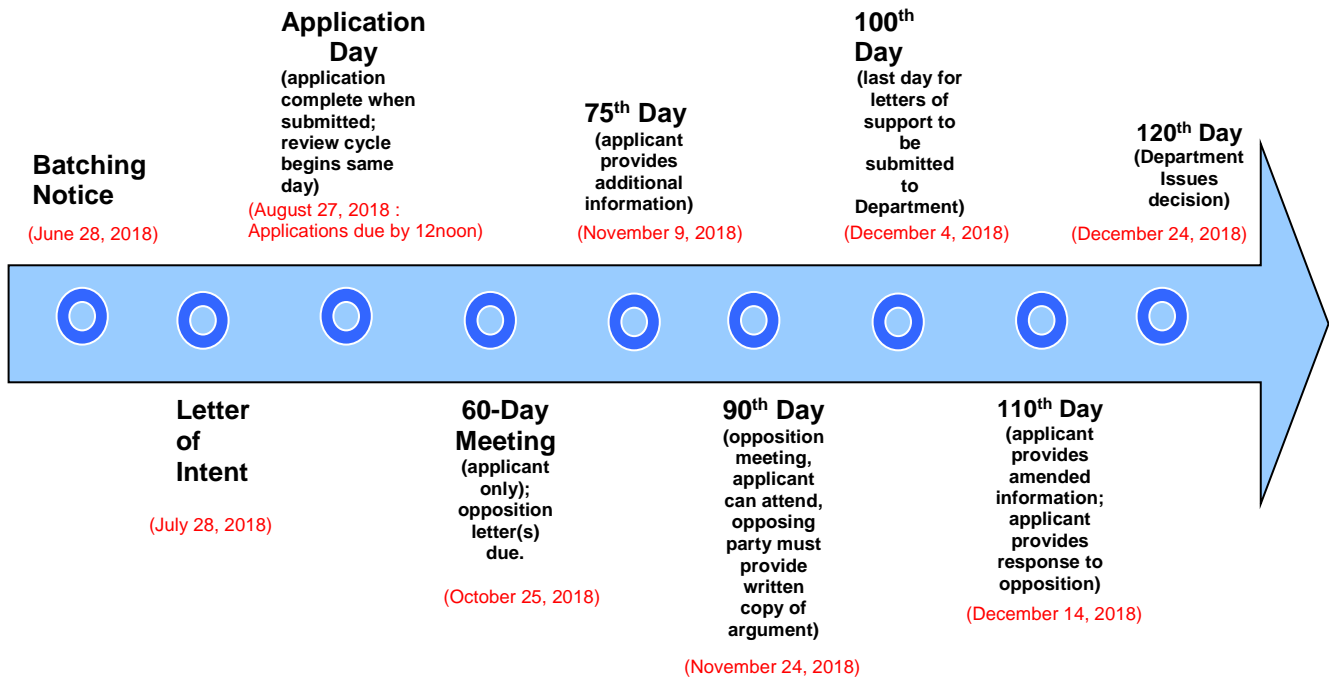 Batching
Notice
(June 28, 2018)
Letter
of
Intent
(July 28, 2018)
Application
Day
(application
complete when
submitted;
review cycle
begins same
day)
(August 27, 2018 :
Applications due by 12noon)
60-Day
Meeting
(applicant
only);
opposition
letter(s)
due.
(October 25, 2018)
75th Day
(applicant
provides
additional
information)
(November 9, 2018)
90th Day
(opposition
meeting,
applicant
can attend,
opposing
party must
provide
written
copy of
argument)
(November 24, 2018)
100th
Day
(last day for
letters of
support to
be
submitted
to
Department)
(December 4, 2018)
110th Day
(applicant
provides
amended
information;
applicant
provides
response to
opposition)
(December 14, 2018)
120th Day
(Department
Issues
decision)
(December 24, 2018)